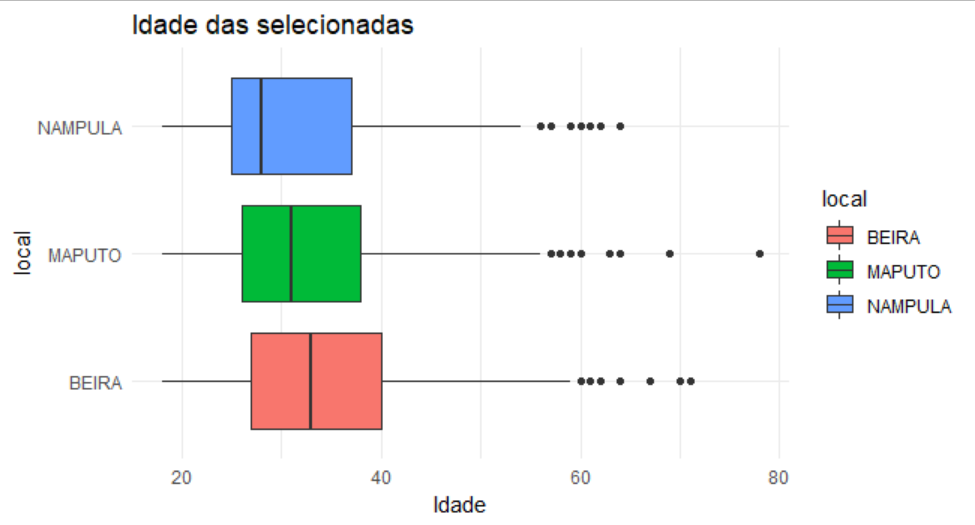 Idade das selecionadas
NAMPULA
MAPUTO
BEIRA
local
20 40 60 80
Idade
local
BEIRA
MAPUTO
NAMPULA